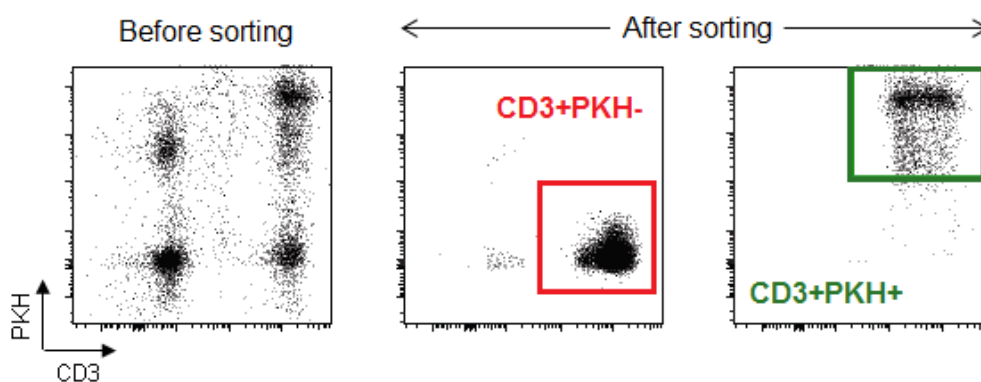 Before sorting
After sorting
CD3+PKH-
CD3+PKH+
PKH
CD3